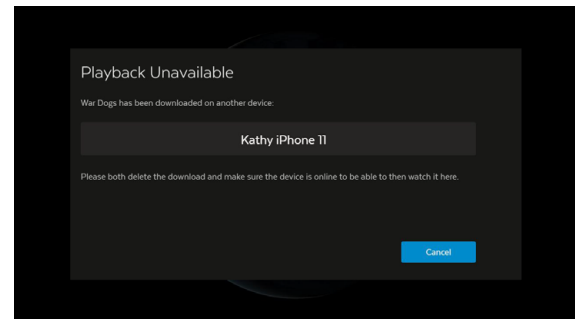 Playback Unavailable
War Dogs has been downloaded on another device:
Kathy iPhone 11
Please both delete the download and make sure the device is online to be able to then watch it here.
Cancel